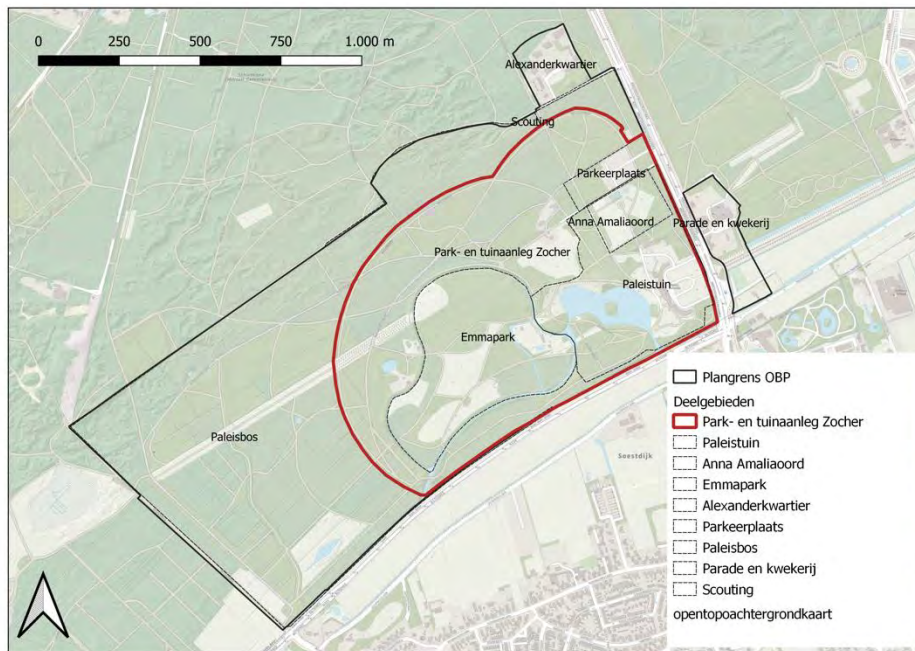 0 250 500 750 1.000 m
Alexanderkwartier
Scouting
Parkeerplaats
Anna Amaliaoord
Parade en kwekerij
Park- en tuinaanleg Zocher
Paleistuin
Emmapark
Paleisbos
Soestdijk
Plangrens OBP
Deelgebieden
Park- en tuinaanleg Zocher
Paleistuin
Anna Amaliaoord
Emmapark
Alexanderkwartier
Parkeerplaats
Paleisbos
Parade en kwekerij
Scouting
opentopoachtergrondkaart